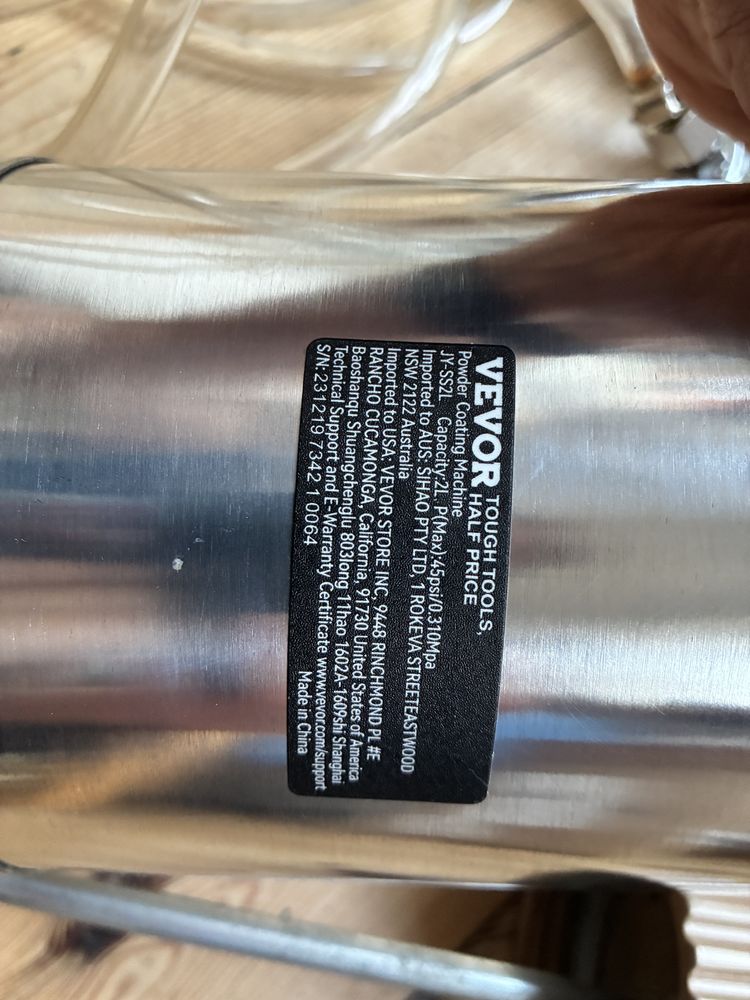 VEVOR TOUGH TOOLS,
HALF PRICE
Powder Coating Machine
JY-SS2L Capacity:2L P(Max)/45psi/0.310Mpa
Imported to AUS: SIHAO PTY LTD, 1 ROKEVA STREETEASTWOOD
NSW 2122 Australia
Imported to USA: VEVOR STORE INC, 9448 RINCHMOND PL #E
RANCHO CUCAMONGA, California, 91730 United States of America
Baoshanqu Shuangchenglu 803long 11hao 1602A-1609shi Shanghai
Technical Support and E-Warranty Certificate www.vevor.com/support
S/N:231219 7342 1 0064
Made in China